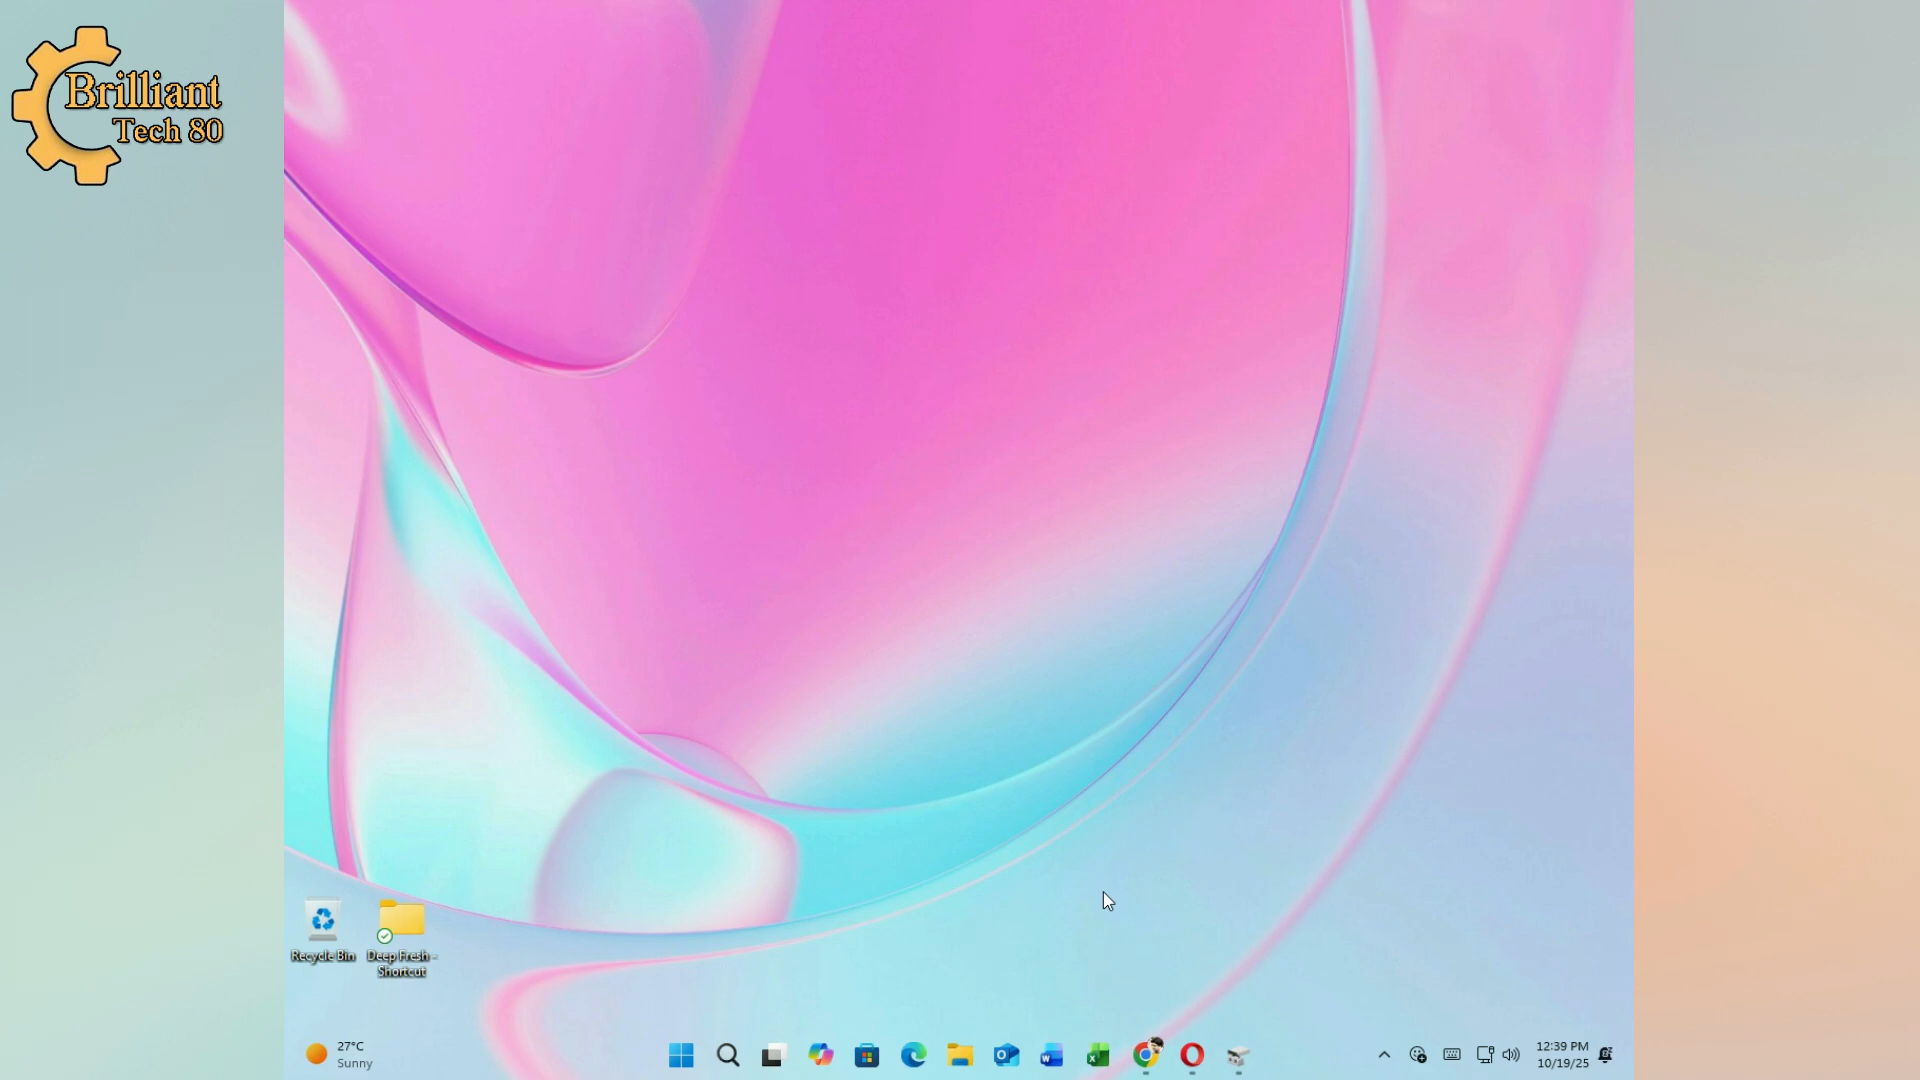 Brilliant
Tech 80
Recycle Bin
Deep Fresh -
Shortcut
27°C
Sunny
12:39 PM
10/19/25